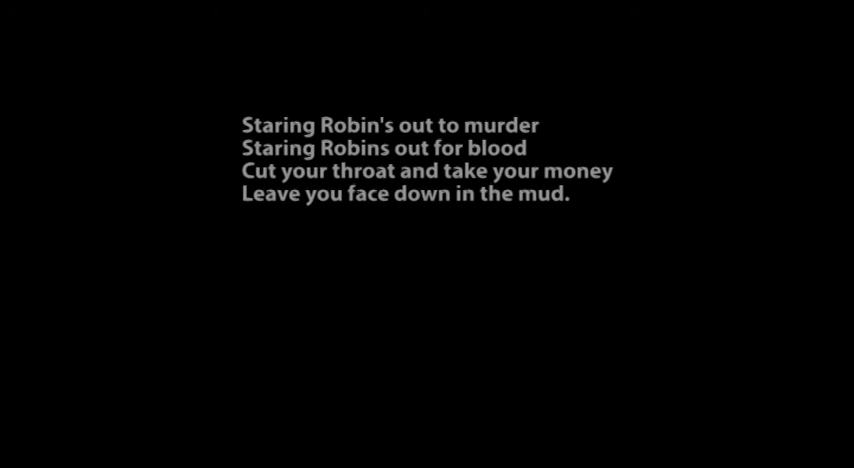 Staring Robin's out to murder
Staring Robins out for blood
Cut your throat and take your money
Leave you face down in the mud.